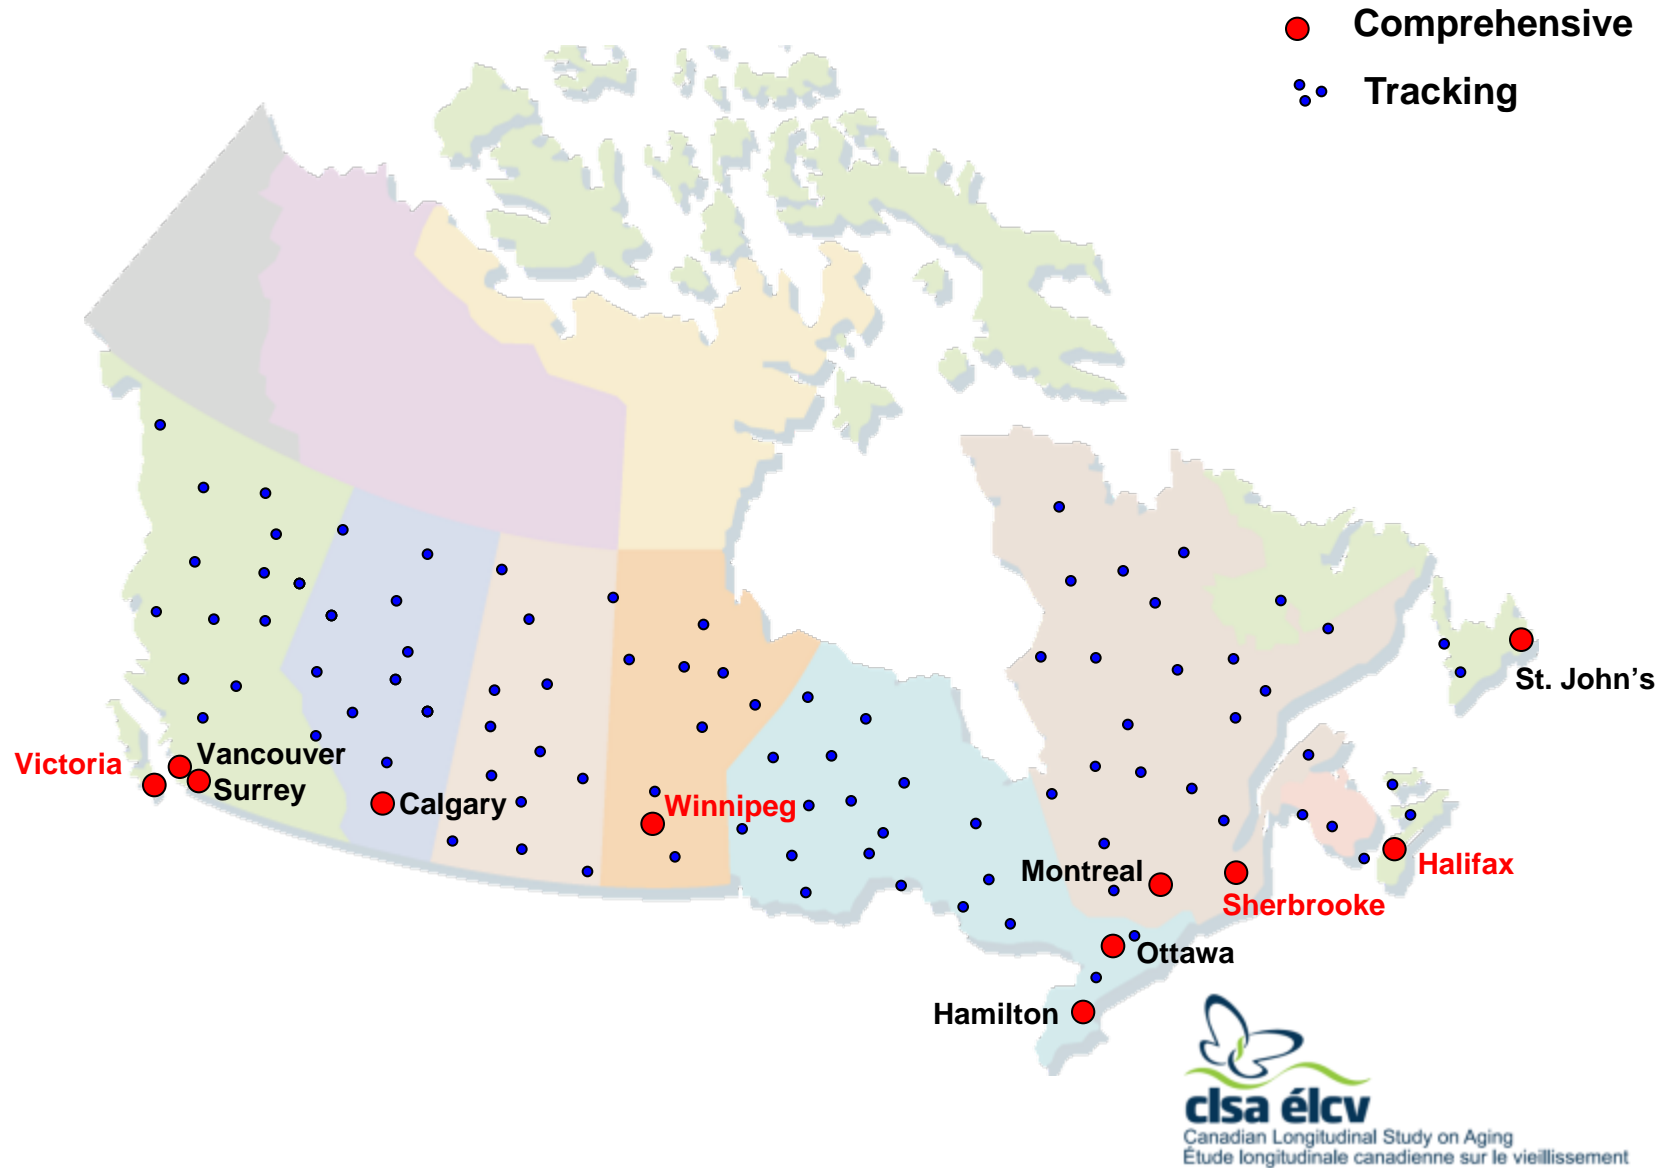 Comprehensive
Tracking
St. John’s
Vancouver
Victoria
Surrey
Calgary
Winnipeg
Montreal
Halifax
Sherbrooke
Ottawa
Hamilton
clsa élcv
Canadian Longitudinal Study on Aging
Étude longitudinale canadienne sur le vieillissement